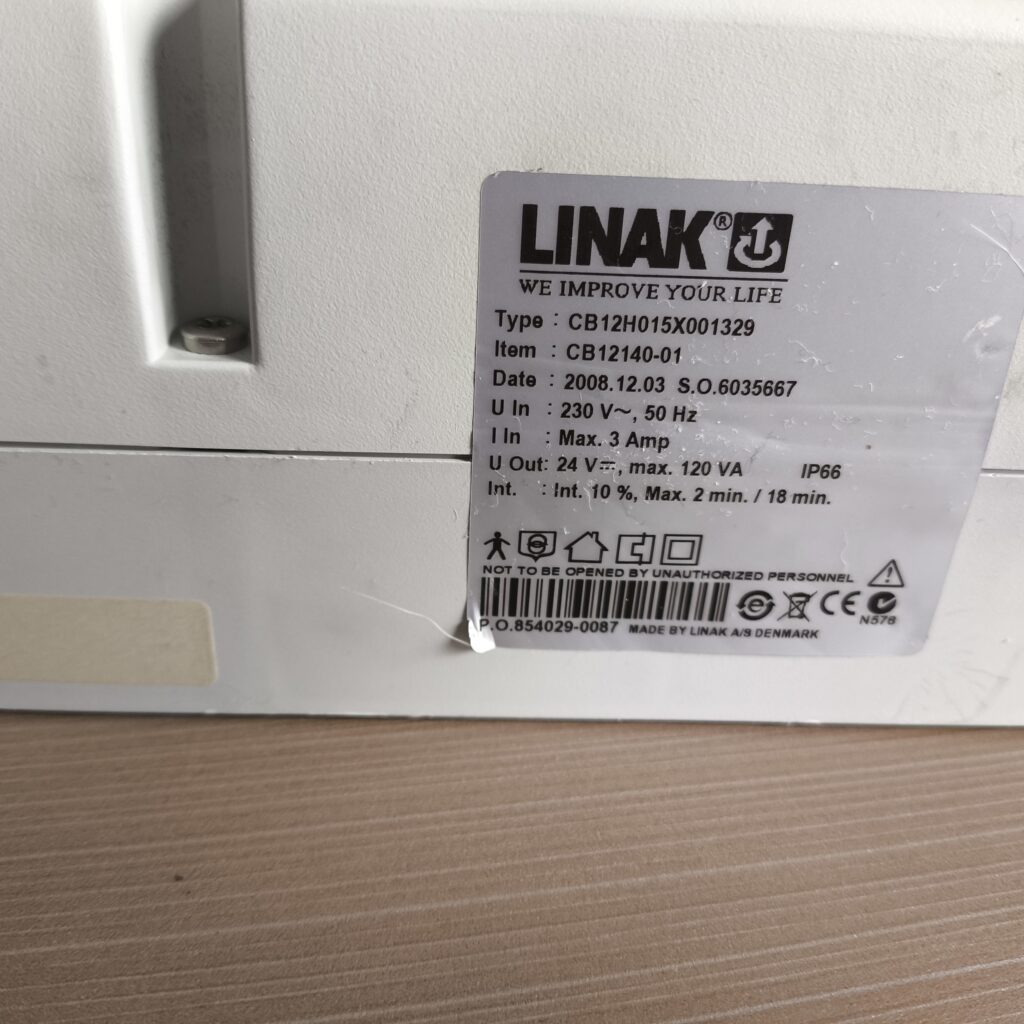 LINAK®
WE IMPROVE YOUR LIFE
Type : CB12H015X001329
Item : CB12140-01
Date : 2008.12.03 S.O.6035667
U In : 230 V~, 50 Hz
I In : Max. 3 Amp
U Out: 24 V⎓, max. 120 VA IP66
Int. : Int. 10 %, Max. 2 min. / 18 min.
NOT TO BE OPENED BY UNAUTHORIZED PERSONNEL
P.O.854029-0087 MADE BY LINAK A/S DENMARK
CE
N578